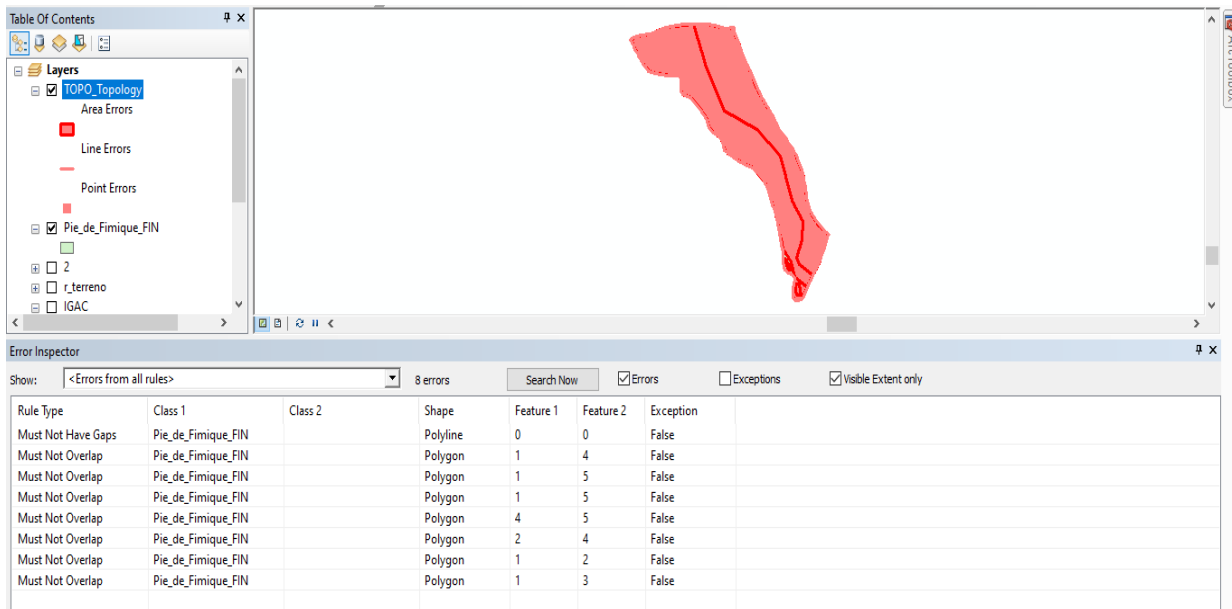 Table Of Contents
Layers
TOPO_Topology
Area Errors
Line Errors
Point Errors
Pie_de_Fimique_FIN
2
r_terreno
IGAC
ArcToolbox
Error Inspector
Show: <Errors from all rules> 8 errors Search Now Errors Exceptions Visible Extent only
Rule Type Class 1 Class 2 Shape Feature 1 Feature 2 Exception
Must Not Have Gaps Pie_de_Fimique_FIN Polyline 0 0 False
Must Not Overlap Pie_de_Fimique_FIN Polygon 1 4 False
Must Not Overlap Pie_de_Fimique_FIN Polygon 1 5 False
Must Not Overlap Pie_de_Fimique_FIN Polygon 1 5 False
Must Not Overlap Pie_de_Fimique_FIN Polygon 4 5 False
Must Not Overlap Pie_de_Fimique_FIN Polygon 2 4 False
Must Not Overlap Pie_de_Fimique_FIN Polygon 1 2 False
Must Not Overlap Pie_de_Fimique_FIN Polygon 1 3 False